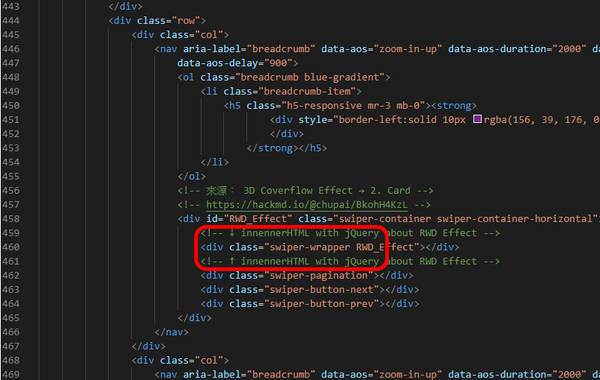 443 </div>
444 <div class="row">
445 <div class="col">
446 <nav aria-label="breadcrumb" data-aos="zoom-in-up" data-aos-duration="2000" data-aos-
447 data-aos-delay="900">
448 <ol class="breadcrumb blue-gradient">
449 <li class="breadcrumb-item">
450 <h5 class="h5-responsive mr-3 mb-0"><strong>
451 <div style="border-left:solid 10px rgba(156, 39, 176, 0
452 </div>
453 </strong></h5>
454 </li>
455 </ol>
456 <!-- 來源： 3D Coverflow Effect → 2. Card -->
457 <!-- https://hackmd.io/@chupai/BkohH4KzL -->
458 <div id="RWD_Effect" class="swiper-container swiper-container-horizontal"
459 <!-- ↓ innennerHTML with jQuery about RWD Effect -->
460 <div class="swiper-wrapper RWD_Effect"></div>
461 <!-- ↑ innennerHTML with jQuery about RWD Effect -->
462 <div class="swiper-pagination"></div>
463 <div class="swiper-button-next"></div>
464 <div class="swiper-button-prev"></div>
465 </div>
466 </nav>
467 </div>
468 <div class="col">
469 <nav aria-label="breadcrumb" data-aos="zoom-in-up" data-aos-duration="2000"